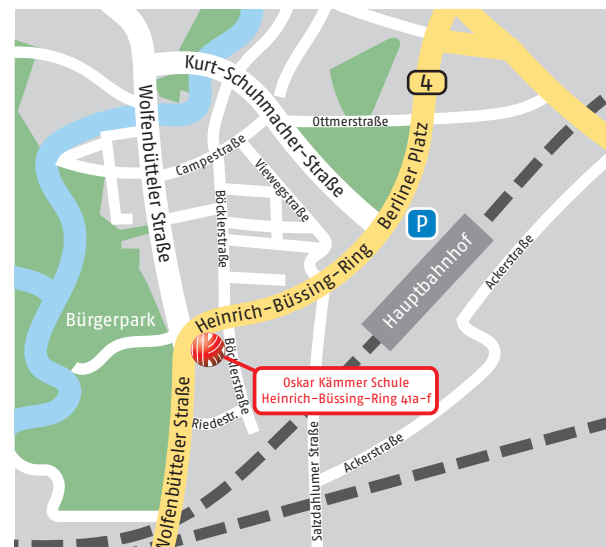 Kurt-Schuhmacher-Straße
4
Wolfenbütteler Straße
Ottmerstraße
Campestraße
Viewegstraße
Berliner Platz
P
Böcklerstraße
Hauptbahnhof
Ackerstraße
Heinrich-Büssing-Ring
Bürgerpark
Böcklerstraße
Oskar Kämmer Schule
Heinrich-Büssing-Ring 41a-f
Riedestr.
Wolfenbütteler Straße
Salzdahlumer Straße
Ackerstraße